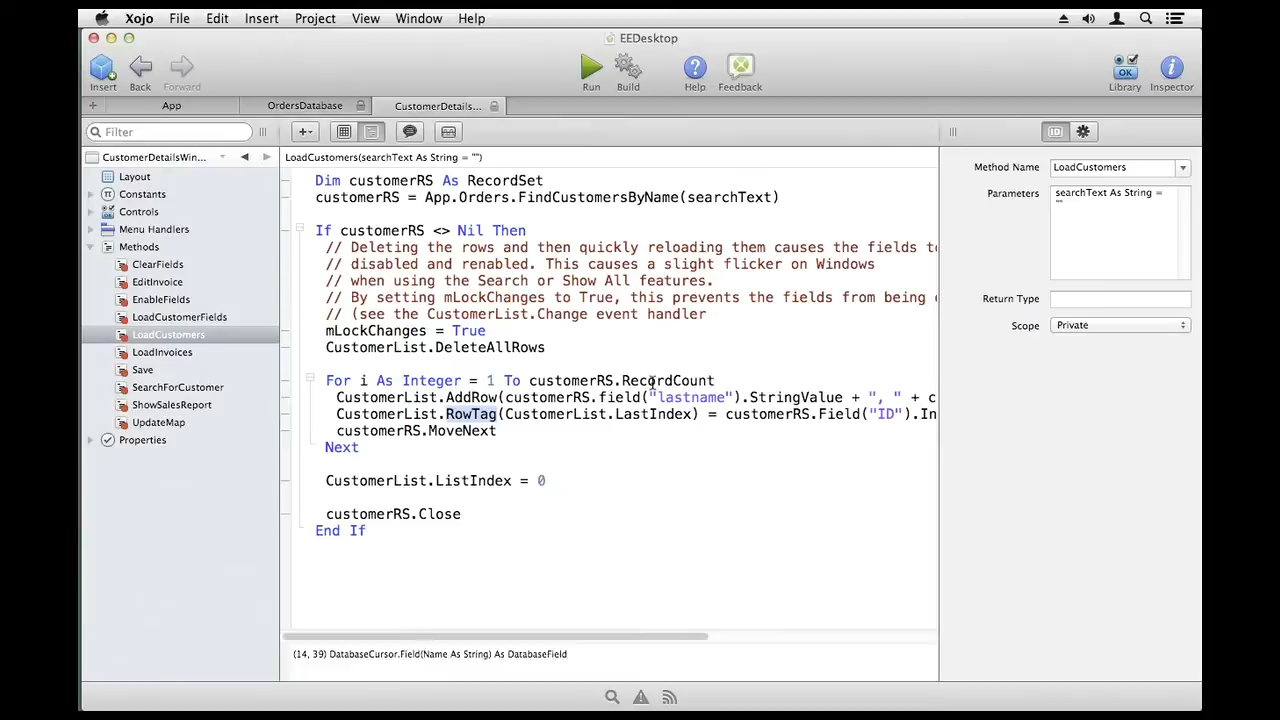 Xojo File Edit Insert Project View Window Help
EEDesktop
Insert Back Forward Run Build Help Feedback OK Library Inspector
App OrdersDatabase CustomerDetails...
Filter
CustomerDetailsWin...
Layout
Constants
Controls
Menu Handlers
Methods
ClearFields
EditInvoice
EnableFields
LoadCustomerFields
LoadCustomers
LoadInvoices
Save
SearchForCustomer
ShowSalesReport
UpdateMap
Properties
LoadCustomers(searchText As String = "")
Dim customerRS As RecordSet
customerRS = App.Orders.FindCustomersByName(searchText)
If customerRS <> Nil Then
// Deleting the rows and then quickly reloading them causes the fields to
// disabled and renabled. This causes a slight flicker on Windows
// when using the Search or Show All features.
// By setting mLockChanges to True, this prevents the fields from being
// (see the CustomerList.Change event handler
mLockChanges = True
CustomerList.DeleteAllRows
For i As Integer = 1 To customerRS.RecordCount
CustomerList.AddRow(customerRS.field("lastname").StringValue + ", " + c
CustomerList.RowTag(CustomerList.LastIndex) = customerRS.Field("ID").In
customerRS.MoveNext
Next
CustomerList.ListIndex = 0
customerRS.Close
End If
(14, 39) DatabaseCursor.Field(Name As String) As DatabaseField
ID
Method Name LoadCustomers
Parameters searchText As String =
""
Return Type
Scope Private